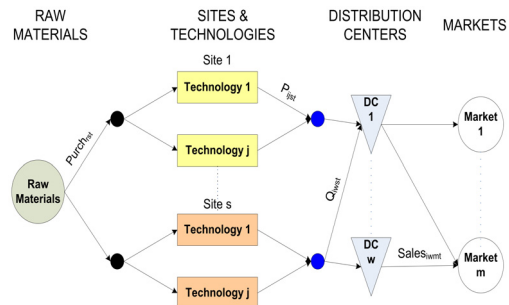 RAW
MATERIALS
SITES &
TECHNOLOGIES
DISTRIBUTION
CENTERS
MARKETS
Site 1
Technology 1
Technology j
Site s
Technology 1
Technology j
Raw
Materials
Purch_rst
P_ijst
Q_iwst
DC
1
DC
w
Sales_iwmt
Market
1
Market
m